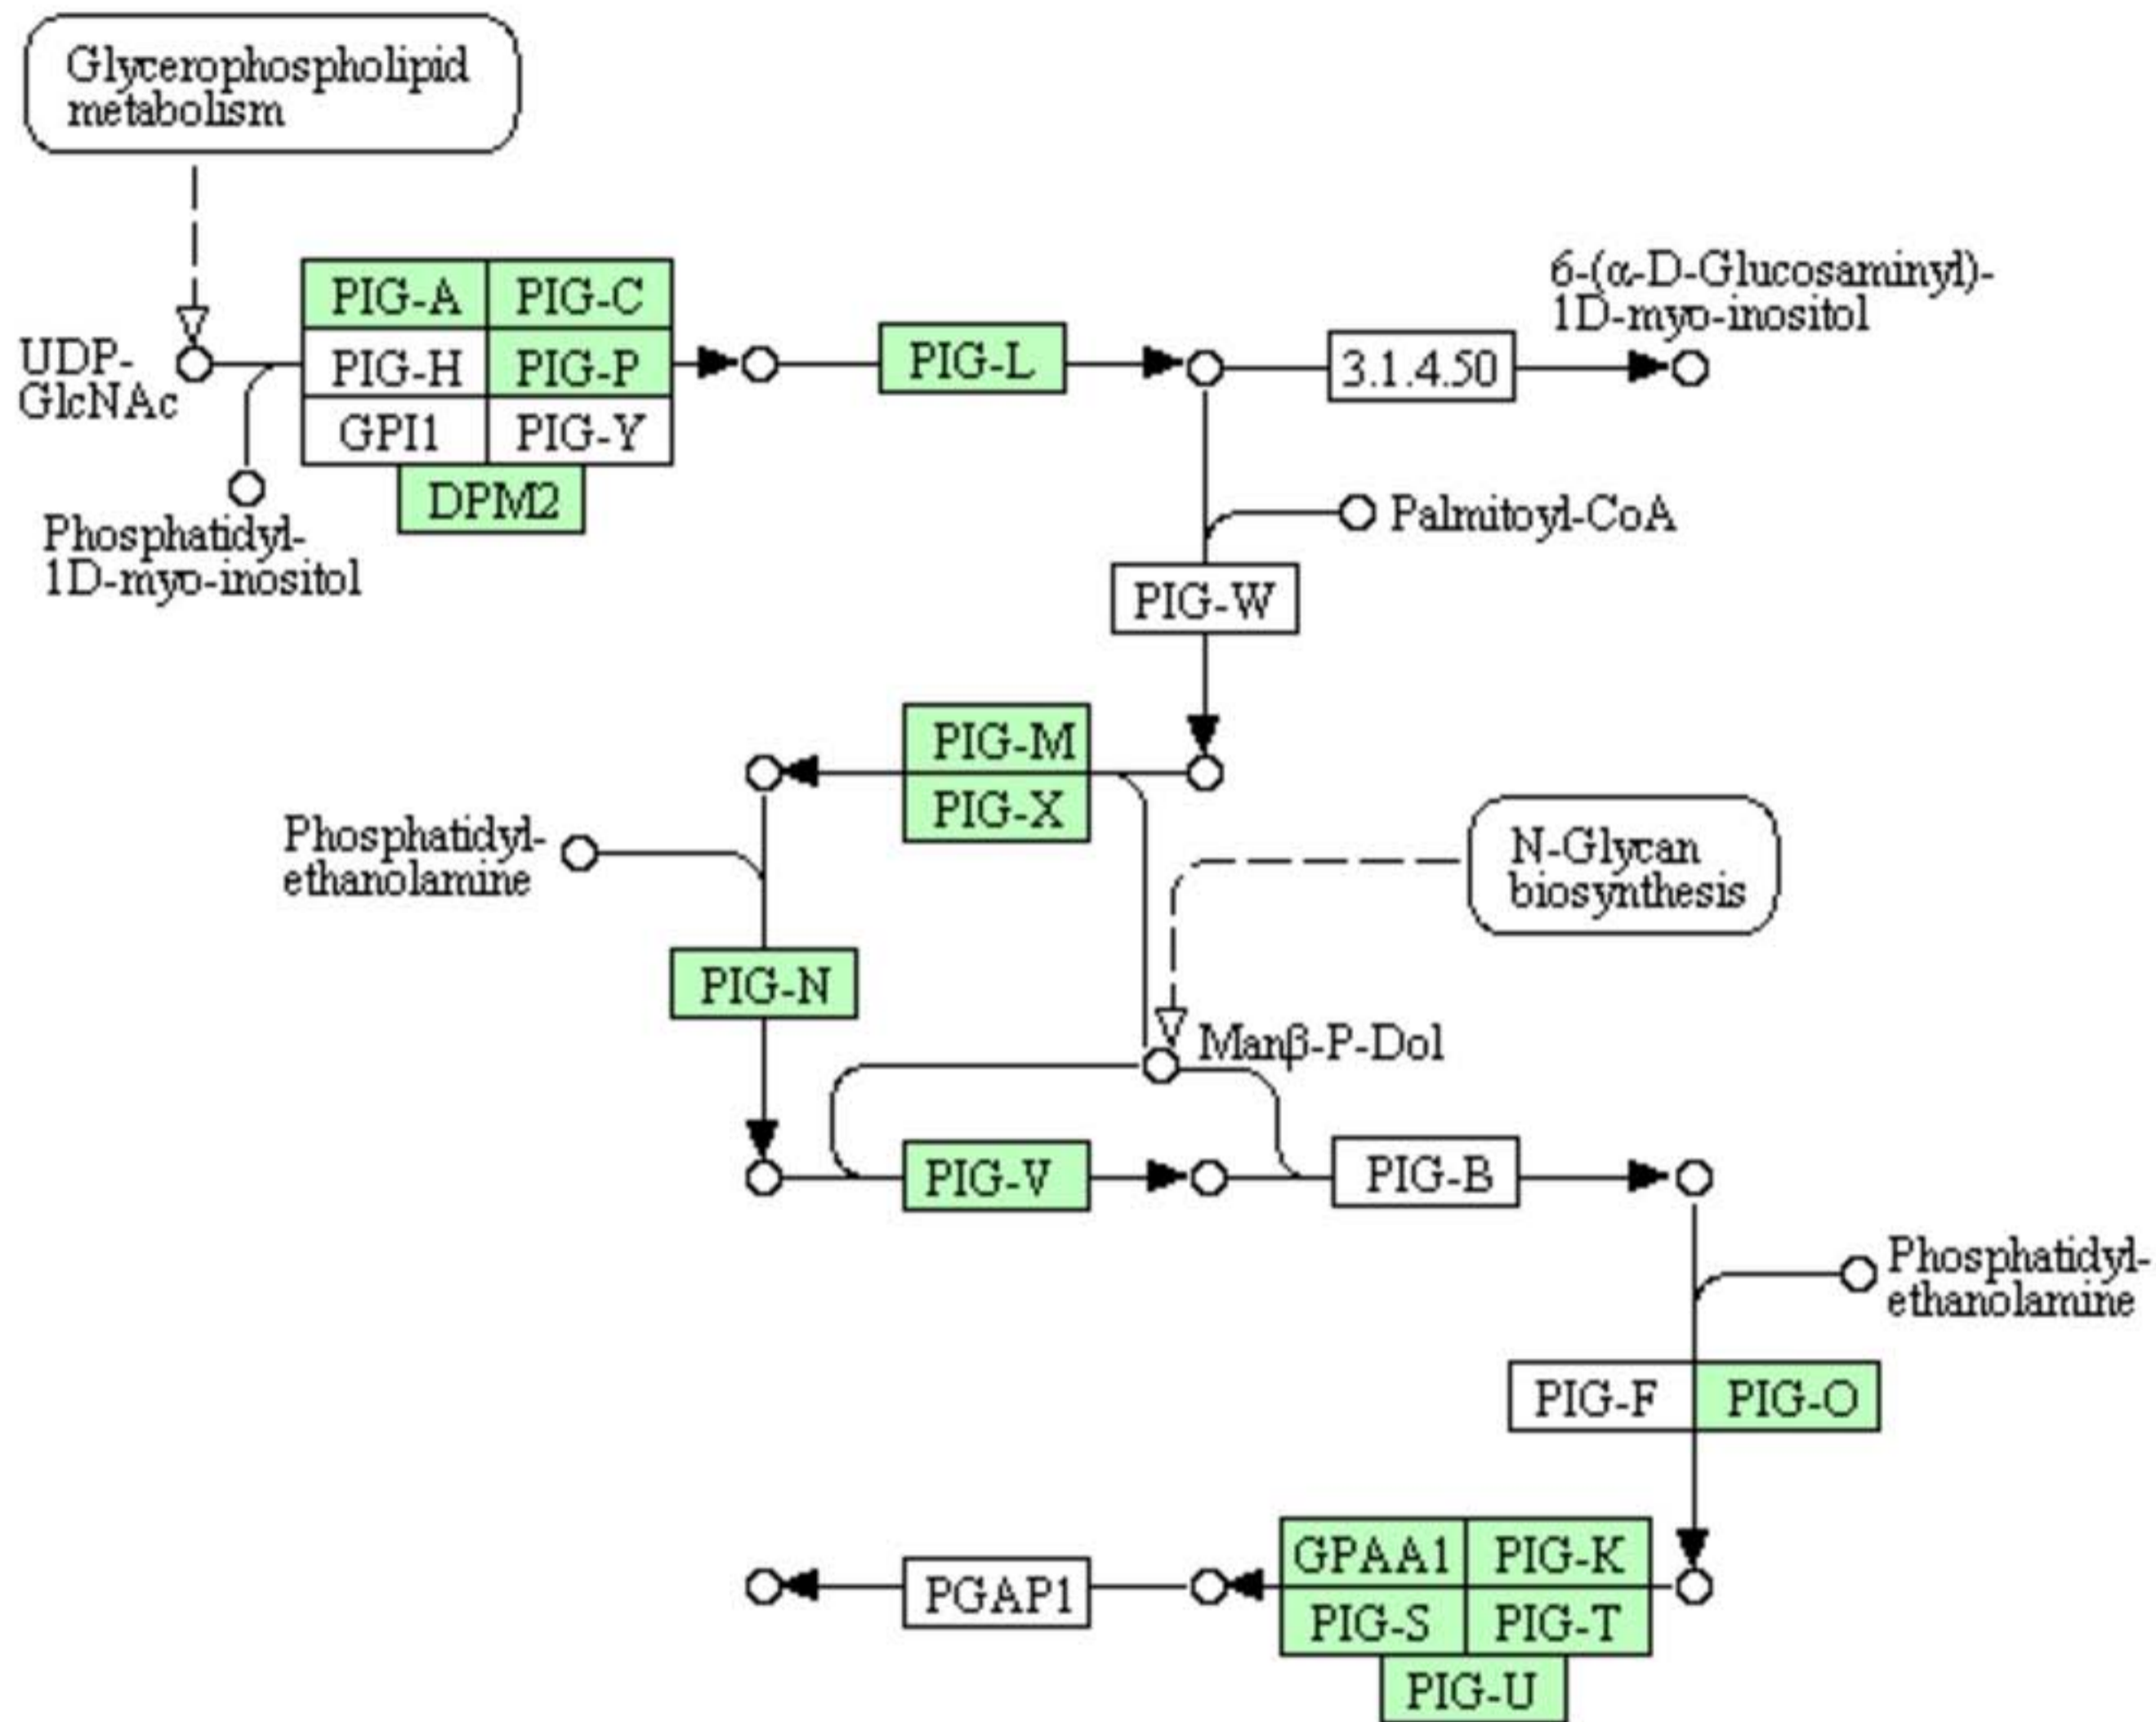 Glycerophospholipid
metabolism
6-(α-D-Glucosaminyl)-
1D-myo-inositol
UDP-
GlcNAc
PIG-A PIG-C
PIG-H PIG-P
GPI1 PIG-Y
DPM2
PIG-L
3.1.4.50
Phosphatidyl-
1D-myo-inositol
Palmitoyl-CoA
PIG-W
PIG-M
PIG-X
Phosphatidyl-
ethanolamine
N-Glycan
biosynthesis
PIG-N
Manβ-P-Dol
PIG-V
PIG-B
Phosphatidyl-
ethanolamine
PIG-F PIG-O
GPAA1 PIG-K
PIG-S PIG-T
PIG-U
PGAP1